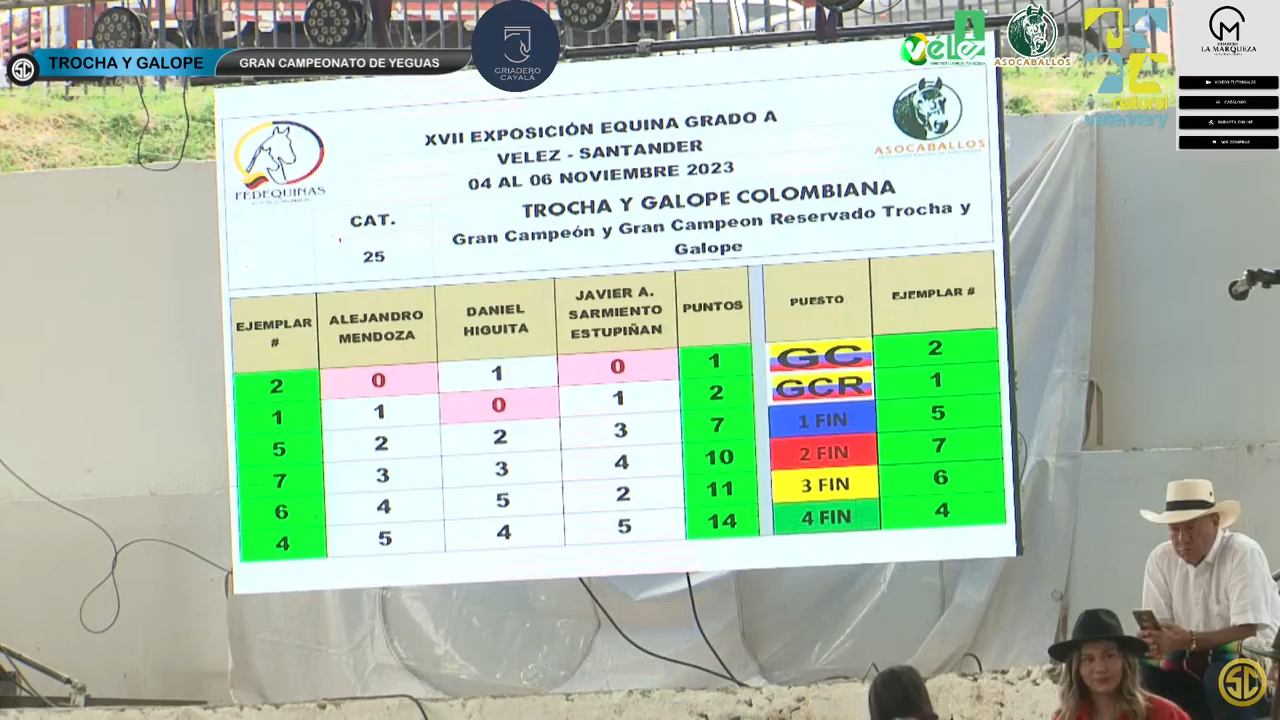 TROCHA Y GALOPE
GRAN CAMPEONATO DE YEGUAS
CRIADERO
CAYALA
Velez
ASOCABALLOS
natural
veterinary
LA MARQUEZA
XVII EXPOSICIÓN EQUINA GRADO A
VELEZ - SANTANDER
04 AL 06 NOVIEMBRE 2023
FEDEQUINAS
COLOMBIA
ASOCABALLOS
CAT.
25
TROCHA Y GALOPE COLOMBIANA
Gran Campeón y Gran Campeon Reservado Trocha y
Galope
EJEMPLAR # ALEJANDRO MENDOZA DANIEL HIGUITA JAVIER A. SARMIENTO ESTUPIÑAN PUNTOS PUESTO EJEMPLAR #
2 0 1 0 1 GC 2
1 1 0 1 2 GCR 1
5 2 2 3 7 1 FIN 5
7 3 3 4 10 2 FIN 7
6 4 5 2 11 3 FIN 6
4 5 4 5 14 4 FIN 4
SC
SC